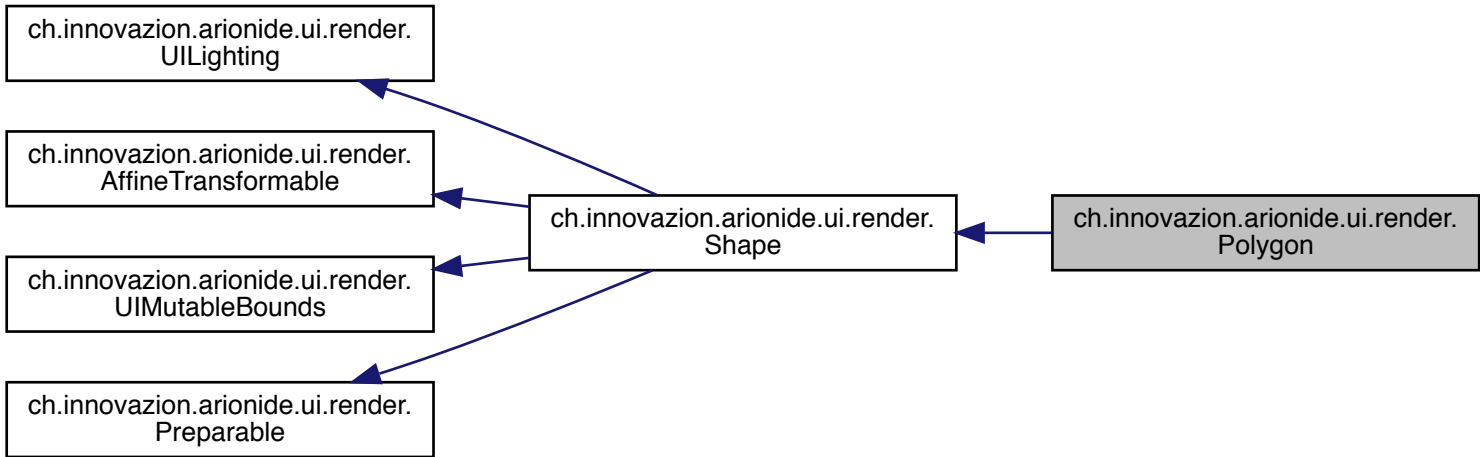 ch.innovazion.arionide.ui.render.
UILighting
ch.innovazion.arionide.ui.render.
AffineTransformable
ch.innovazion.arionide.ui.render.
UIMutableBounds
ch.innovazion.arionide.ui.render.
Preparable
ch.innovazion.arionide.ui.render.
Shape
ch.innovazion.arionide.ui.render.
Polygon